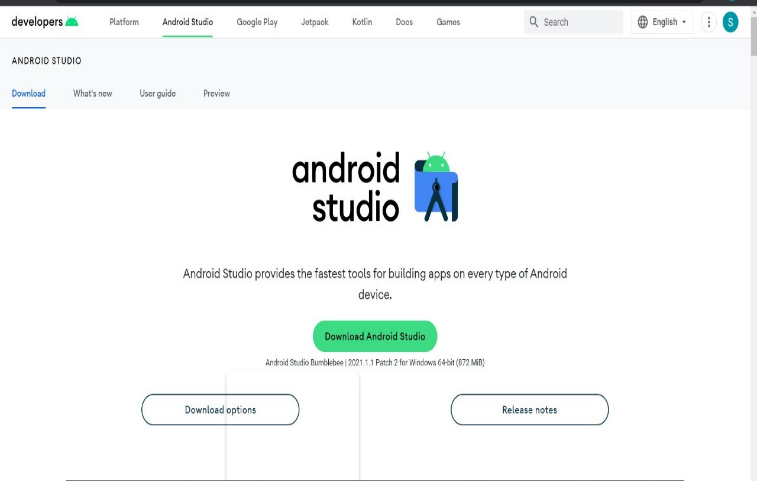 developers Platform Android Studio Google Play Jetpack Kotlin Docs Games Search English S
ANDROID STUDIO
Download What's new User guide Preview
android
studio
Android Studio provides the fastest tools for building apps on every type of Android
device.
Download Android Studio
Android Studio Bumblebee | 2021.1.1 Patch 2 for Windows 64-bit (872 MiB)
Download options Release notes